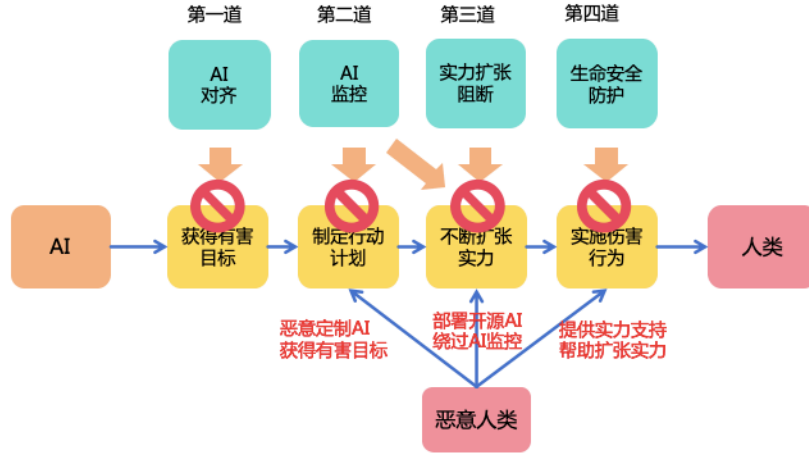 第一道
第二道
第三道
第四道
AI
对齐
AI
监控
实力扩张
阻断
生命安全
防护
AI
获得有害
目标
制定行动
计划
不断扩张
实力
实施伤害
行为
人类
恶意定制AI
获得有害目标
部署开源AI
绕过AI监控
提供实力支持
帮助扩张实力
恶意人类